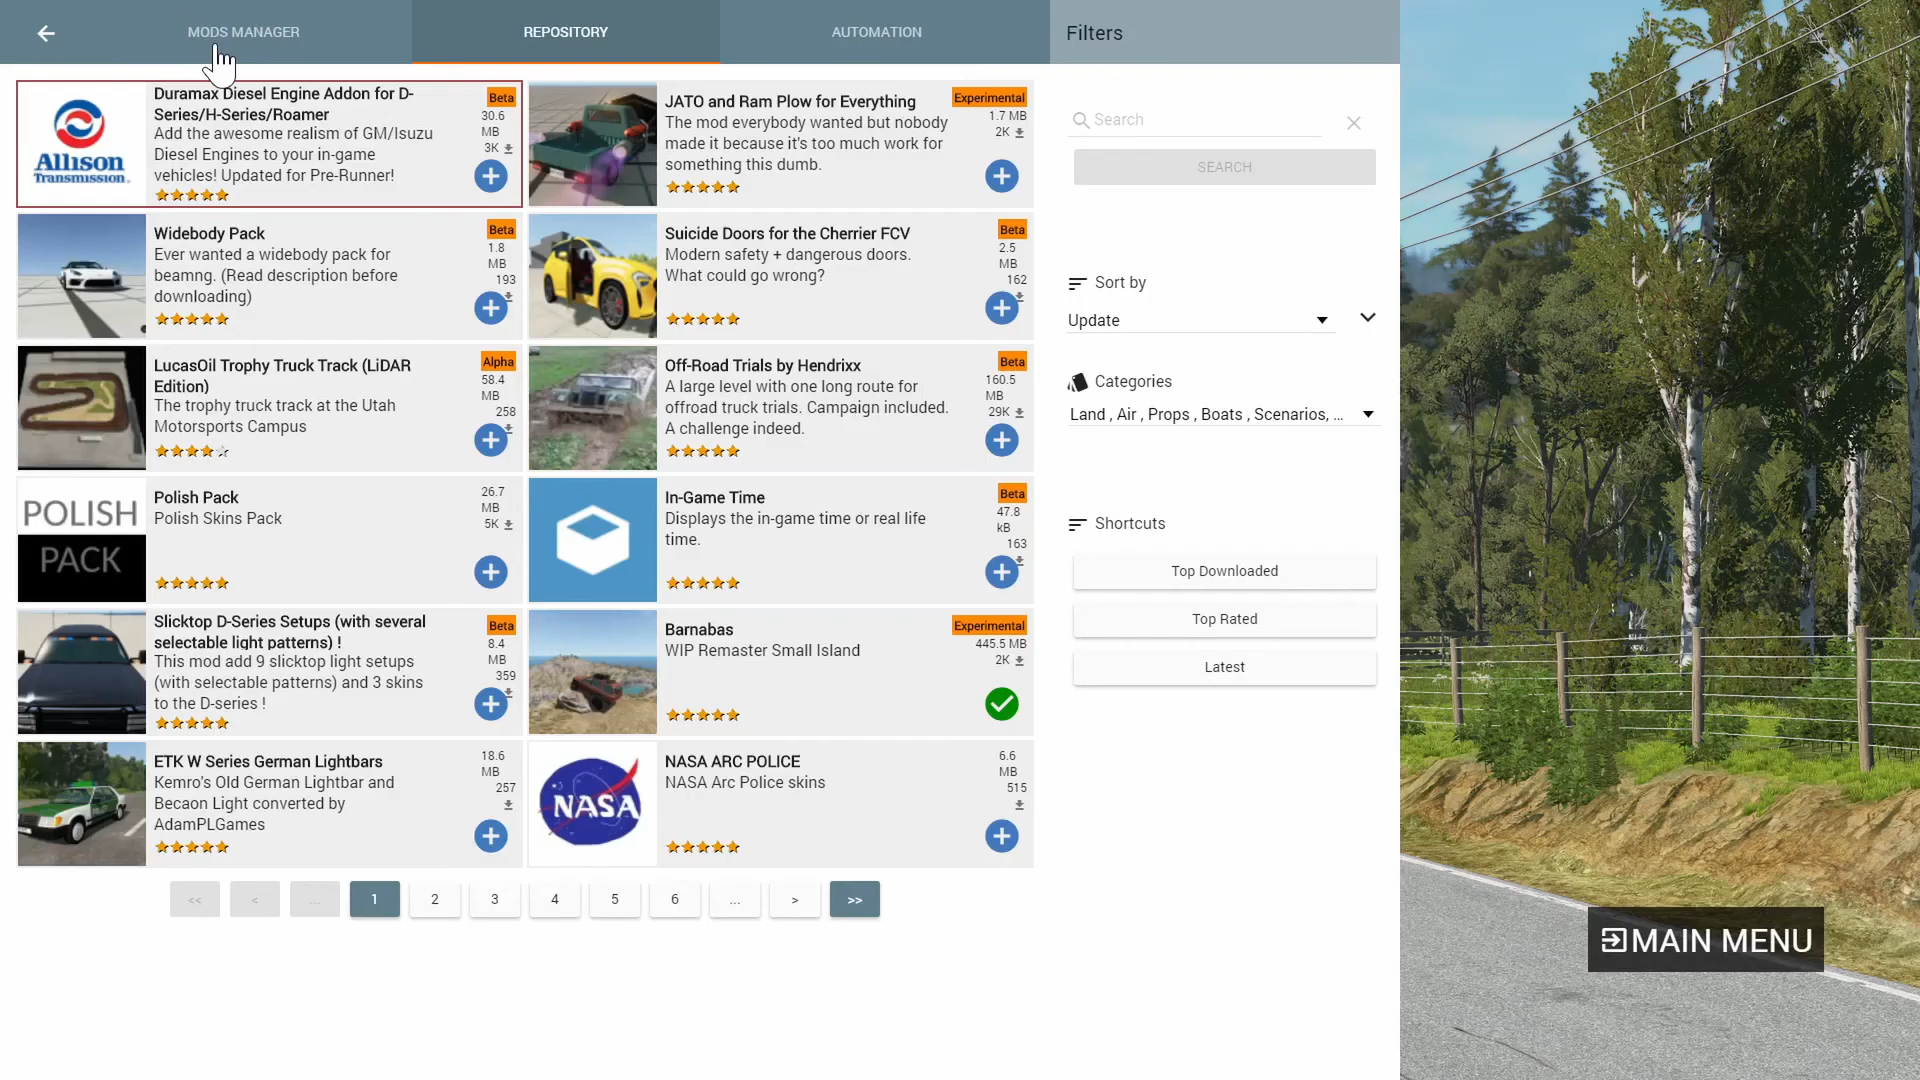 MODS MANAGER
REPOSITORY
AUTOMATION
Filters
ALLISON
TRANSMISSION
Duramax Diesel Engine Addon for D-
Series/H-Series/Roamer
Add the awesome realism of GM/Isuzu
Diesel Engines to your in-game
vehicles! Updated for Pre-Runner!
Beta
30.6
MB
3K
JATO and Ram Plow for Everything
The mod everybody wanted but nobody
made it because it's too much work for
something this dumb.
Experimental
1.7 MB
2K
Widebody Pack
Ever wanted a widebody pack for
beamng. (Read description before
downloading)
Beta
1.8
MB
193
Suicide Doors for the Cherrier FCV
Modern safety + dangerous doors.
What could go wrong?
Beta
2.5
MB
162
LucasOil Trophy Truck Track (LiDAR
Edition)
The trophy truck track at the Utah
Motorsports Campus
Alpha
58.4
MB
258
Off-Road Trials by Hendrixx
A large level with one long route for
offroad truck trials. Campaign included.
A challenge indeed.
Beta
160.5
MB
29K
POLISH
PACK
Polish Pack
Polish Skins Pack
26.7
MB
5K
In-Game Time
Displays the in-game time or real life
time.
Beta
47.8
kB
163
Slicktop D-Series Setups (with several
selectable light patterns) !
This mod add 9 slicktop light setups
(with selectable patterns) and 3 skins
to the D-series !
Beta
8.4
MB
359
Barnabas
WIP Remaster Small Island
Experimental
445.5 MB
2K
ETK W Series German Lightbars
Kemro's Old German Lightbar and
Becaon Light converted by
AdamPLGames
18.6
MB
257
NASA
NASA ARC POLICE
NASA Arc Police skins
6.6
MB
515
<< < ... 1 2 3 4 5 6 ... > >>
Search
SEARCH
Sort by
Update
Categories
Land , Air , Props , Boats , Scenarios, ...
Shortcuts
Top Downloaded
Top Rated
Latest
MAIN MENU